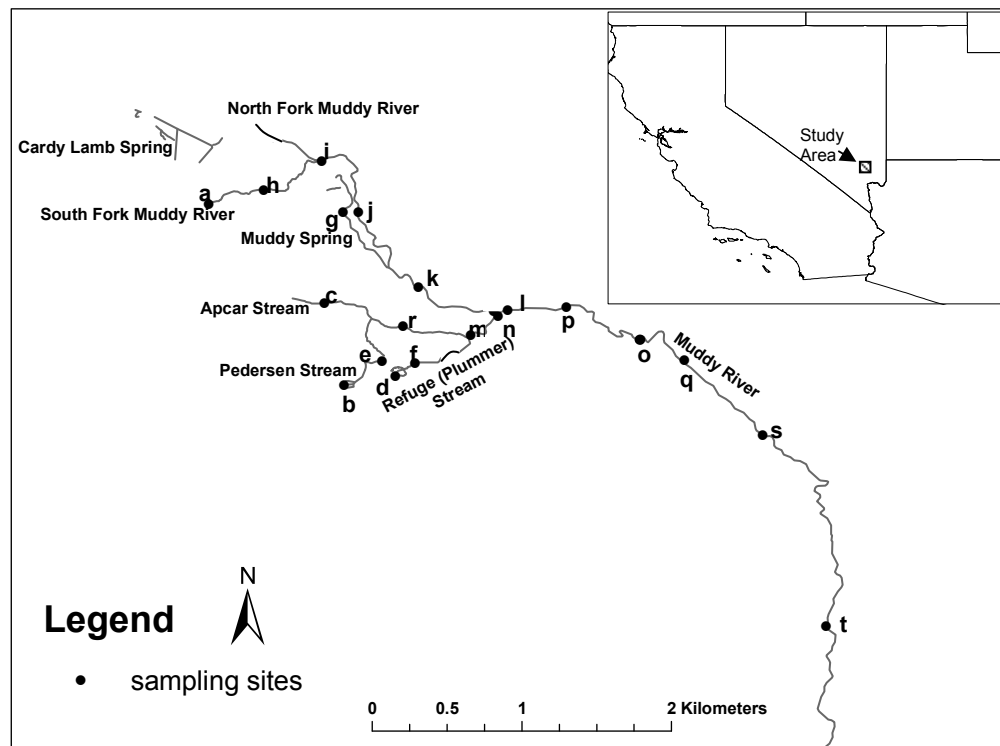 North Fork Muddy River
Cardy Lamb Spring
Study
Area
i
h
a
South Fork Muddy River
g
j
Muddy Spring
k
c
Apcar Stream
l
p
r
m
n
o
e
f
Pedersen Stream
d
b
Refuge (Plummer)
Stream
Muddy River
q
s
t
N
Legend
sampling sites
0 0.5 1 2 Kilometers